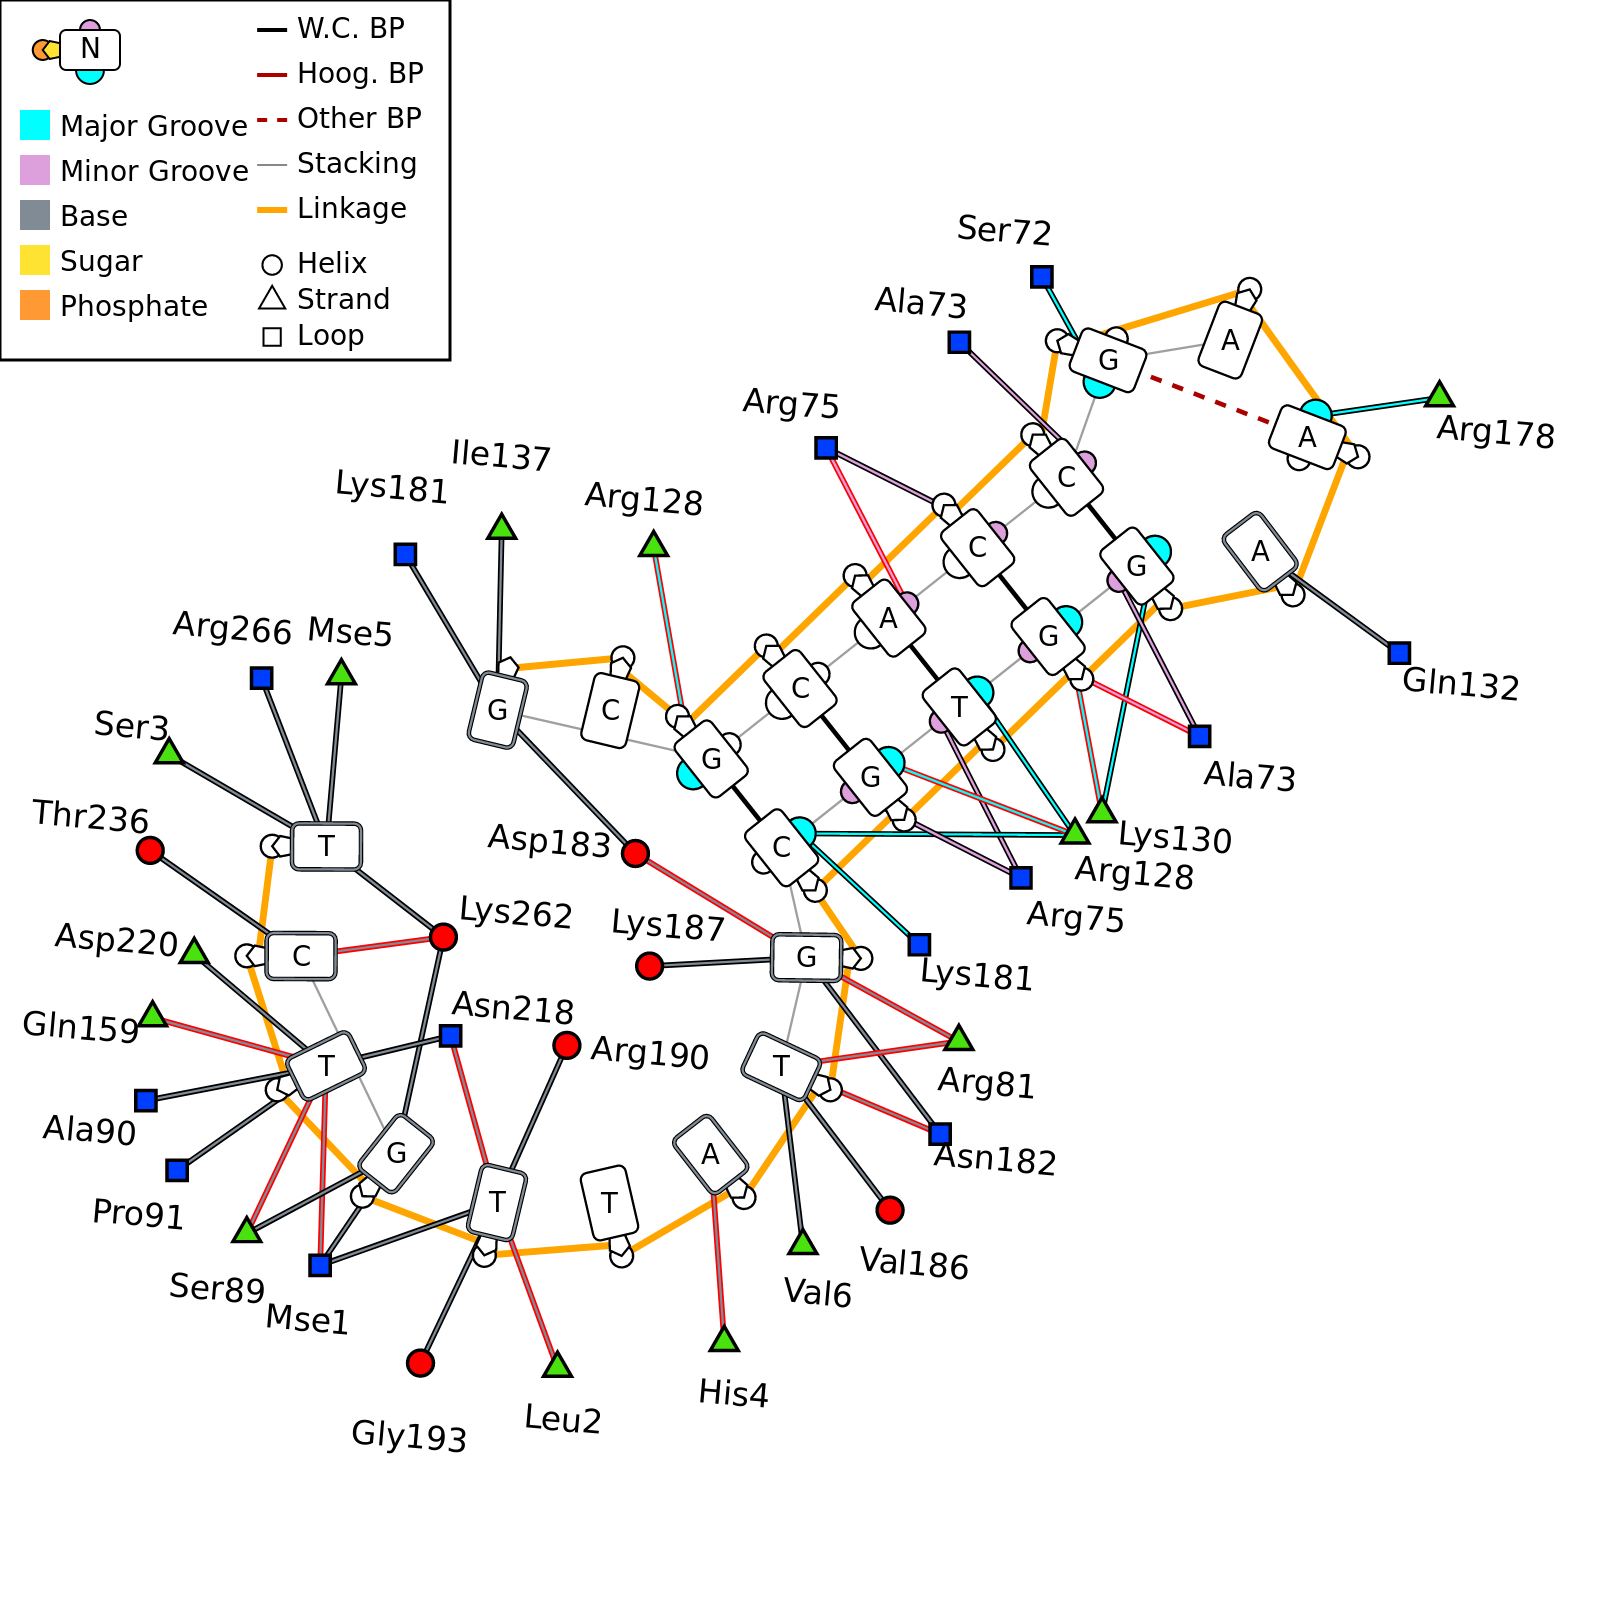 N
W.C. BP
Hoog. BP
Major Groove
Other BP
Minor Groove
Stacking
Base
Linkage
Sugar
Helix
Phosphate
Strand
Loop
Ser72
Ala73
A
G
Arg75
Arg178
A
Ile137
Lys181
C
Arg128
C
A
G
Arg266
Mse5
A
G
Gln132
Ser3
C
T
G
C
Ala73
G
G
Thr236
T
Asp183
C
Lys130
Arg128
Lys262
Lys187
Arg75
Asp220
C
G
Lys181
Asn218
Gln159
Arg190
T
T
Arg81
Ala90
G
A
Asn182
Pro91
T
T
Val186
Ser89
Val6
Mse1
His4
Leu2
Gly193